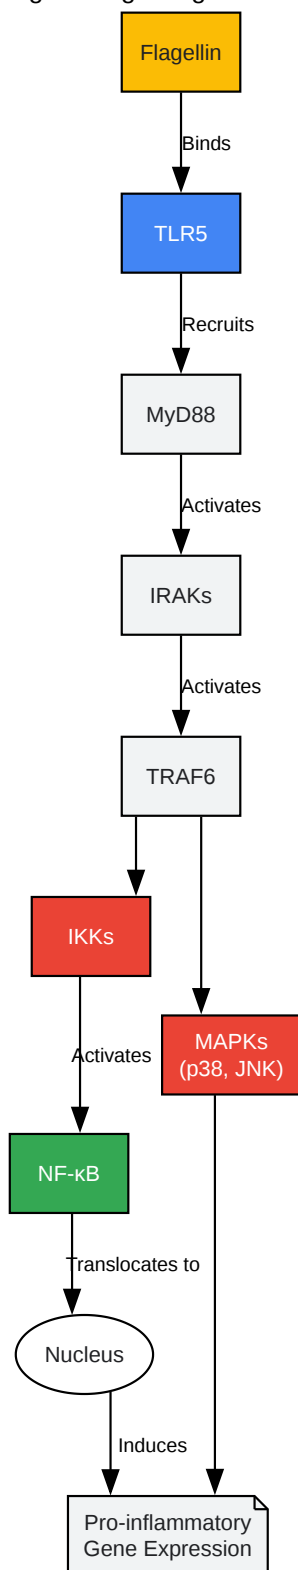 Flagellin
Binds
TLR5
Recruits
MyD88
Activates
IRAKs
Activates
TRAF6
IKKs
MAPKs
(p38, JNK)
Activates
NF-κB
Translocates to
Nucleus
Induces
Pro-inflammatory
Gene Expression